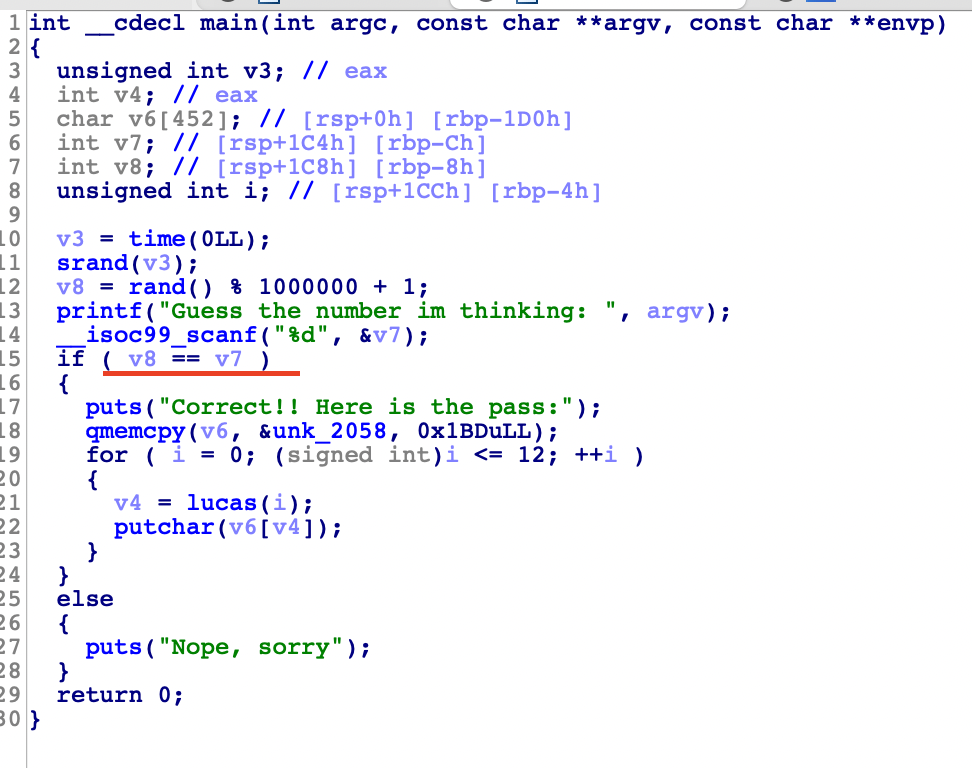 1 int __cdecl main(int argc, const char **argv, const char **envp)
2 {
3   unsigned int v3; // eax
4   int v4; // eax
5   char v6[452]; // [rsp+0h] [rbp-1D0h]
6   int v7; // [rsp+1C4h] [rbp-Ch]
7   int v8; // [rsp+1C8h] [rbp-8h]
8   unsigned int i; // [rsp+1CCh] [rbp-4h]
9
10   v3 = time(0LL);
11   srand(v3);
12   v8 = rand() % 1000000 + 1;
13   printf("Guess the number im thinking: ", argv);
14   __isoc99_scanf("%d", &v7);
15   if ( v8 == v7 )
16   {
17     puts("Correct!! Here is the pass:");
18     qmemcpy(v6, &unk_2058, 0x1BDuLL);
19     for ( i = 0; (signed int)i <= 12; ++i )
20     {
21       v4 = lucas(i);
22       putchar(v6[v4]);
23     }
24   }
25   else
26   {
27     puts("Nope, sorry");
28   }
29   return 0;
30 }